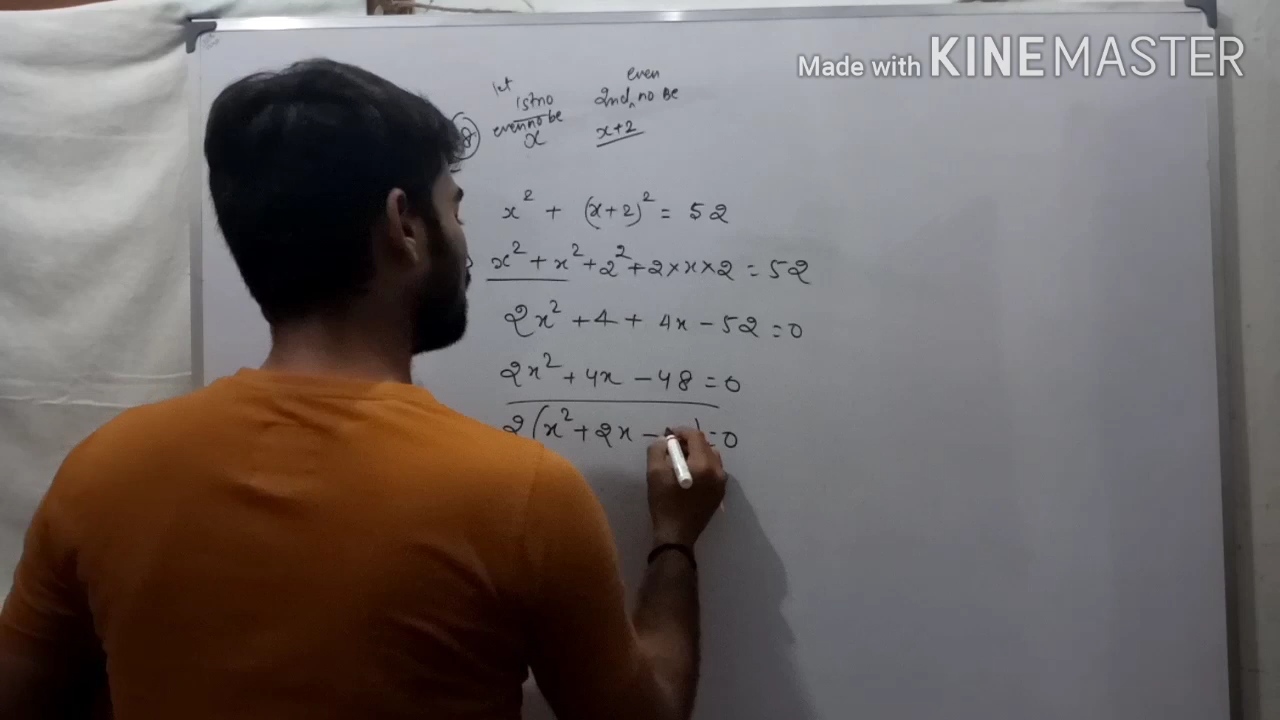 Made with KINEMASTER
let
1st no
even no be
x
even
2nd no Be
x+2
x² + (x+2)² = 52
x² + x² + 2² + 2×x×2 = 52
2x² + 4 + 4x - 52 = 0
2x² + 4x - 48 = 0
2(x² + 2x - ) = 0